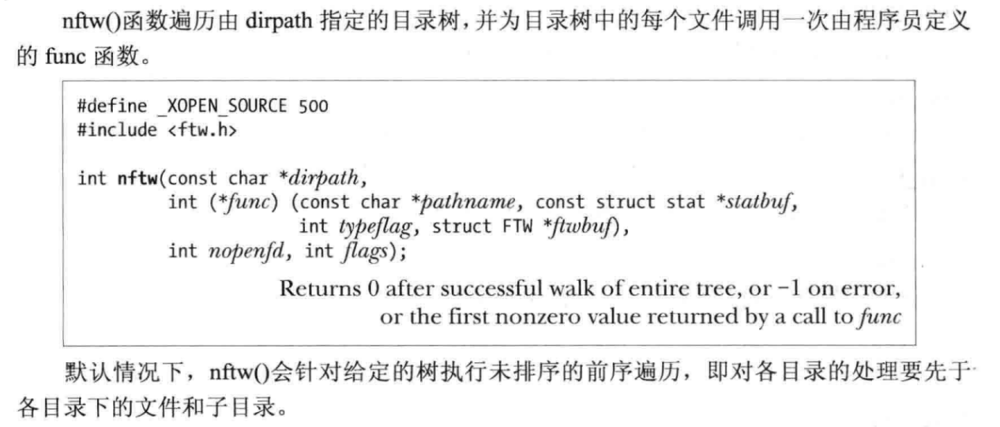 nftw()函数遍历由 dirpath 指定的目录树，并为目录树中的每个文件调用一次由程序员定义
的 func 函数。
#define _XOPEN_SOURCE 500
#include <ftw.h>
int nftw(const char *dirpath,
int (*func) (const char *pathname, const struct stat *statbuf,
int typeflag, struct FTW *ftwbuf),
int nopenfd, int flags);
Returns 0 after successful walk of entire tree, or −1 on error,
or the first nonzero value returned by a call to func
默认情况下，nftw()会针对给定的树执行未排序的前序遍历，即对各目录的处理要先于
各目录下的文件和子目录。